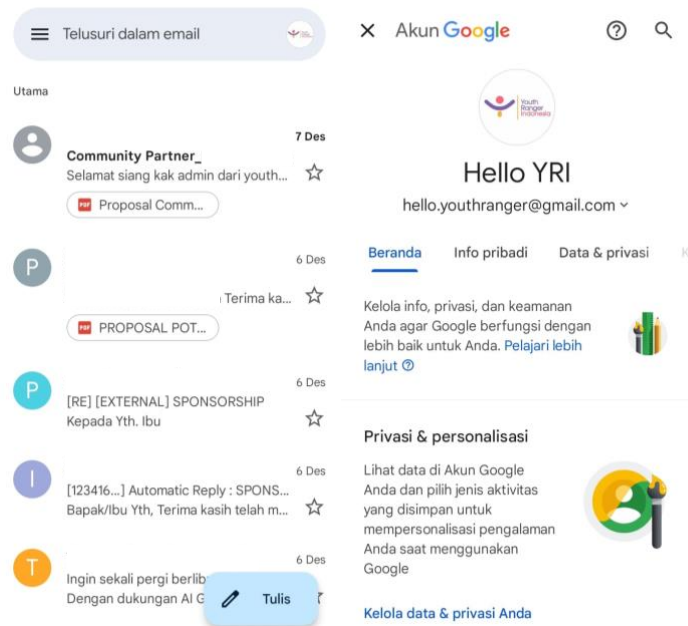 Telusuri dalam email
Utama
7 Des
Community Partner_
Selamat siang kak admin dari youth...
PDF Proposal Comm...
P
6 Des
Terima ka...
PDF PROPOSAL POT...
P
6 Des
[RE] [EXTERNAL] SPONSORSHIP
Kepada Yth. Ibu
I
6 Des
[123416...] Automatic Reply : SPONS...
Bapak/Ibu Yth, Terima kasih telah m...
T
6 Des
Ingin sekali pergi berlib
Dengan dukungan AI G
Tulis
Akun Google
Youth
Ranger
Indonesia
Hello YRI
hello.youthranger@gmail.com
Beranda Info pribadi Data & privasi
Kelola info, privasi, dan keamanan
Anda agar Google berfungsi dengan
lebih baik untuk Anda. Pelajari lebih
lanjut
Privasi & personalisasi
Lihat data di Akun Google
Anda dan pilih jenis aktivitas
yang disimpan untuk
mempersonalisasi pengalaman
Anda saat menggunakan
Google
Kelola data & privasi Anda